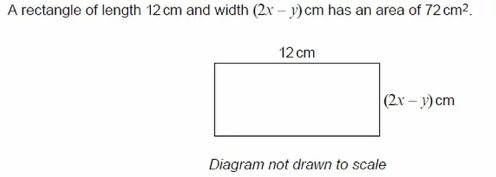 A rectangle of length 12 cm and width (2x – y) cm has an area of 72 cm².
12 cm
(2x – y) cm
Diagram not drawn to scale